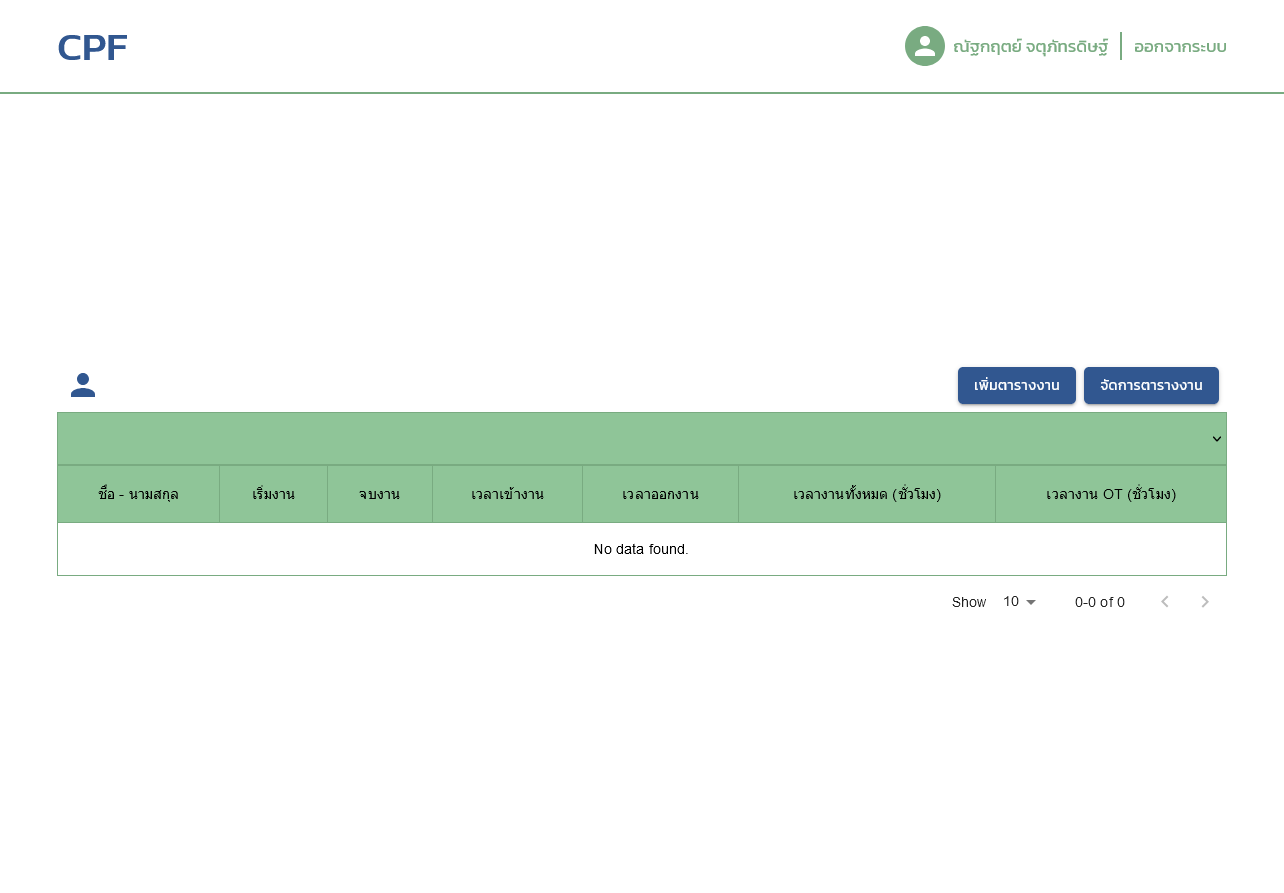 CPF
ณัฐกฤตย์ จตุภัทรดิษฐ์
ออกจากระบบ
เพิ่มตารางงาน
จัดการตารางงาน
ชื่อ - นามสกุล
เริ่มงาน
จบงาน
เวลาเข้างาน
เวลาออกงาน
เวลางานทั้งหมด (ชั่วโมง)
เวลางาน OT (ชั่วโมง)
No data found.
Show 10 0-0 of 0